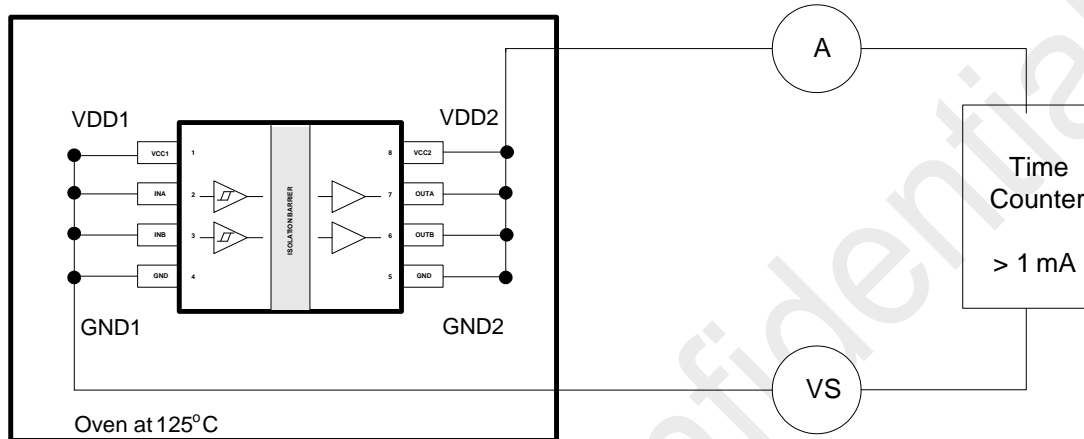 A
VDD1
VDD2
VCC1
1
8
VCC2
Time
Counter
INA
2
7
OUTA
ISOLATION BARRIER
INB
3
6
OUTB
> 1 mA
GND
4
5
GND
GND1
GND2
VS
Oven at 125°C